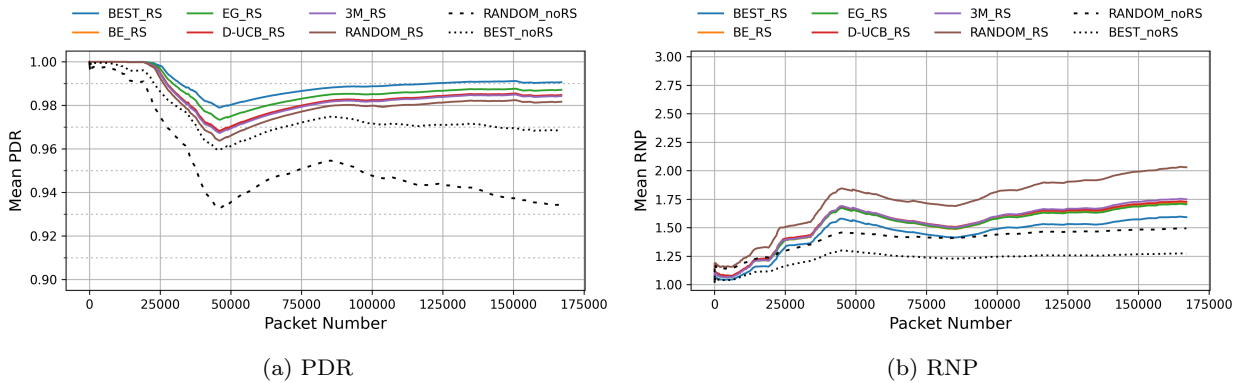 BEST_RS EG_RS 3M_RS RANDOM_noRS
BE_RS D-UCB_RS RANDOM_RS BEST_noRS
1.00
0.98
0.96
0.94
0.92
0.90
Mean PDR
0 25000 50000 75000 100000 125000 150000 175000
Packet Number
(a) PDR
BEST_RS EG_RS 3M_RS RANDOM_noRS
BE_RS D-UCB_RS RANDOM_RS BEST_noRS
3.00
2.75
2.50
2.25
2.00
1.75
1.50
1.25
1.00
Mean RNP
0 25000 50000 75000 100000 125000 150000 175000
Packet Number
(b) RNP